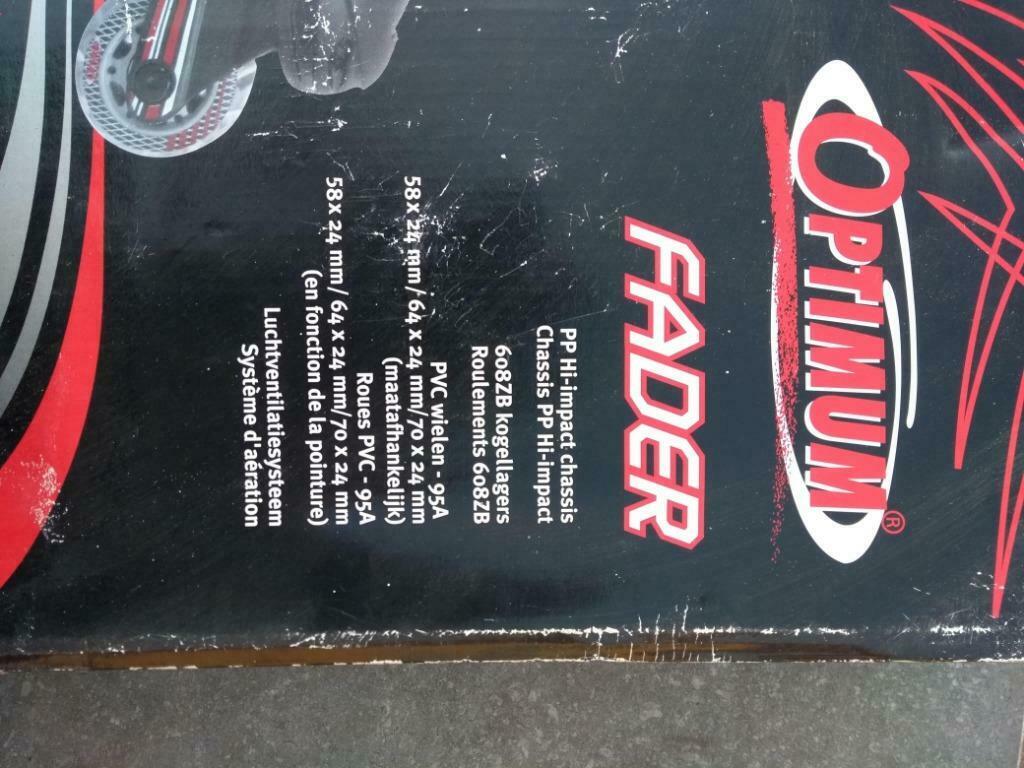 OPTIMUM®
FADER
PP Hi-impact chassis
Chassis PP Hi-impact
608ZB kogellagers
Roulements 608ZB
PVC wielen - 95A
58x 24 mm/64 x 24 mm/70 x 24 mm
(maatafhankelijk)
Roues PVC - 95A
58x 24 mm/ 64 x 24 mm/70 x 24 mm
(en fonction de la pointure)
Luchtventilatiesysteem
Système d'aération